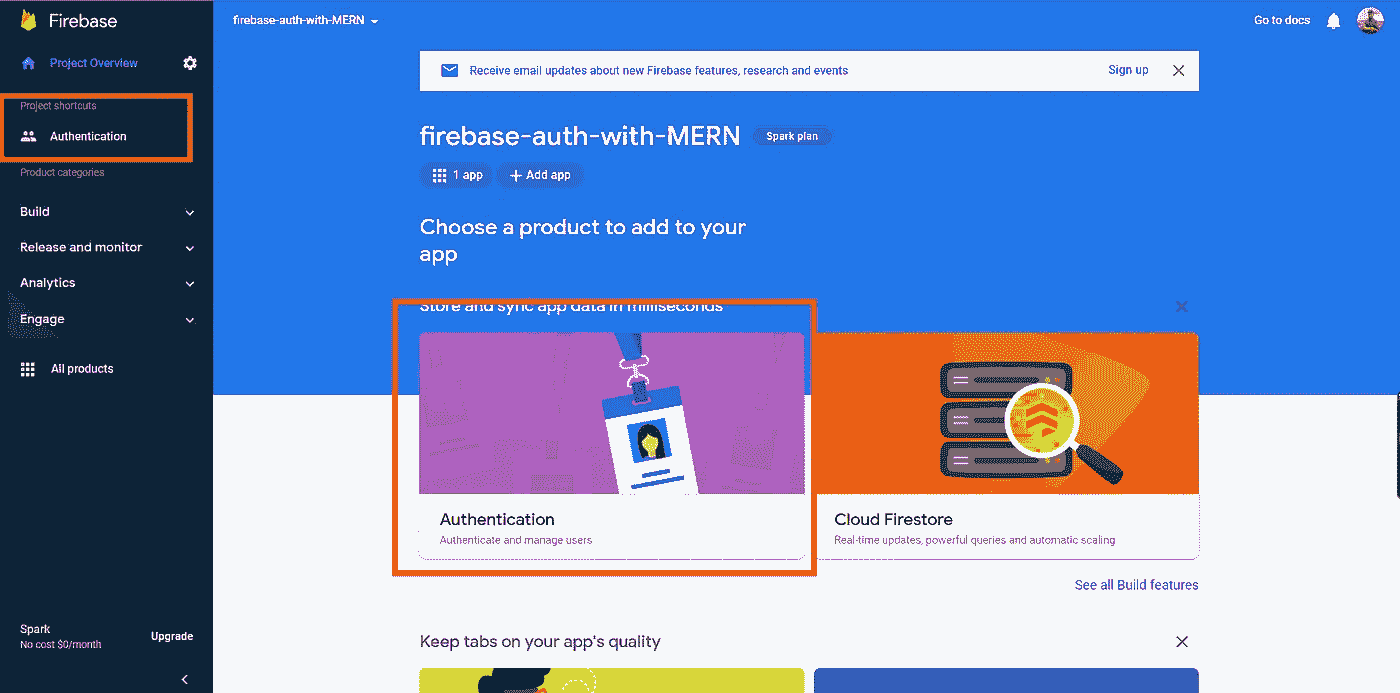 Firebase
firebase-auth-with-MERN
Go to docs
Project Overview
Project shortcuts
Authentication
Product categories
Build
Release and monitor
Analytics
Engage
All products
Spark
No cost $0/month
Upgrade
Receive email updates about new Firebase features, research and events
Sign up
firebase-auth-with-MERN
Spark plan
1 app
Add app
Choose a product to add to your
app
Store and sync app data in milliseconds
Authentication
Authenticate and manage users
Cloud Firestore
Real-time updates, powerful queries and automatic scaling
See all Build features
Keep tabs on your app's quality